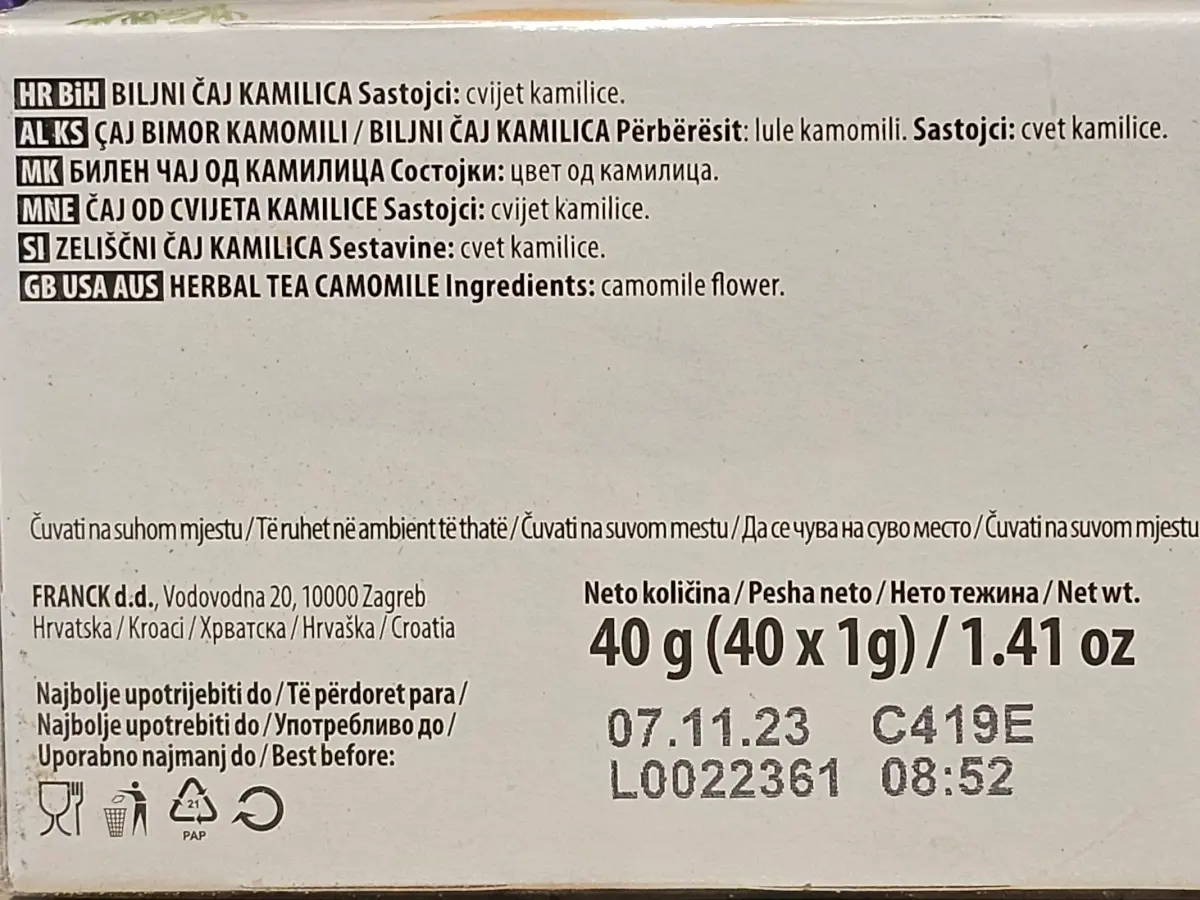 HR BiH BILJNI ČAJ KAMILICA Sastojci: cvijet kamilice.
AL KS ÇAJ BIMOR KAMOMILI / BILJNI ČAJ KAMILICA Përbërësit: lule kamomili. Sastojci: cvet kamilice.
MK БИЛЕН ЧАЈ ОД КАМИЛИЦА Состојки: цвет од камилица.
MNE ČAJ OD CVIJETA KAMILICE Sastojci: cvijet kamilice.
SI ZELIŠČNI ČAJ KAMILICA Sestavine: cvet kamilice.
GB USA AUS HERBAL TEA CAMOMILE Ingredients: camomile flower.
Čuvati na suhom mjestu / Të ruhet në ambient të thatë / Čuvati na suvom mestu / Да се чува на суво место / Čuvati na suvom mjestu
FRANCK d.d., Vodovodna 20, 10000 Zagreb
Hrvatska / Kroaci / Хрватска / Hrvaška / Croatia
Neto količina / Pesha neto / Нето тежина / Net wt.
40 g (40 x 1g) / 1.41 oz
Najbolje upotrijebiti do / Të përdoret para /
Najbolje upotrebiti do / Употребливо до /
Uporabno najmanj do / Best before:
07.11.23 C419E
L0022361 08:52
21
PAP